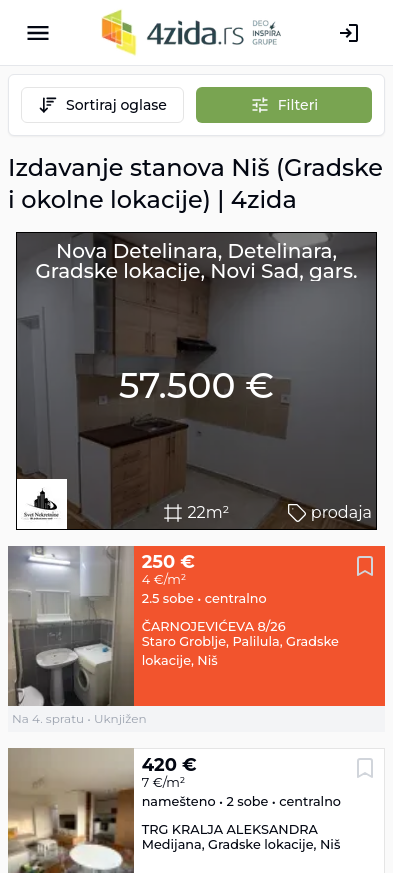 4zida.rs
DEO
INSPIRA
GRUPE
Sortiraj oglase
Filteri
Izdavanje stanova Niš (Gradske
i okolne lokacije) | 4zida
Nova Detelinara, Detelinara,
Gradske lokacije, Novi Sad, gars.
57.500 €
Svet Nekretnine
22m²
prodaja
250 €
4 €/m²
2.5 sobe • centralno
ČARNOJEVIĆEVA 8/26
Staro Groblje, Palilula, Gradske
lokacije, Niš
Na 4. spratu • Uknjižen
420 €
7 €/m²
namešteno • 2 sobe • centralno
TRG KRALJA ALEKSANDRA
Medijana, Gradske lokacije, Niš